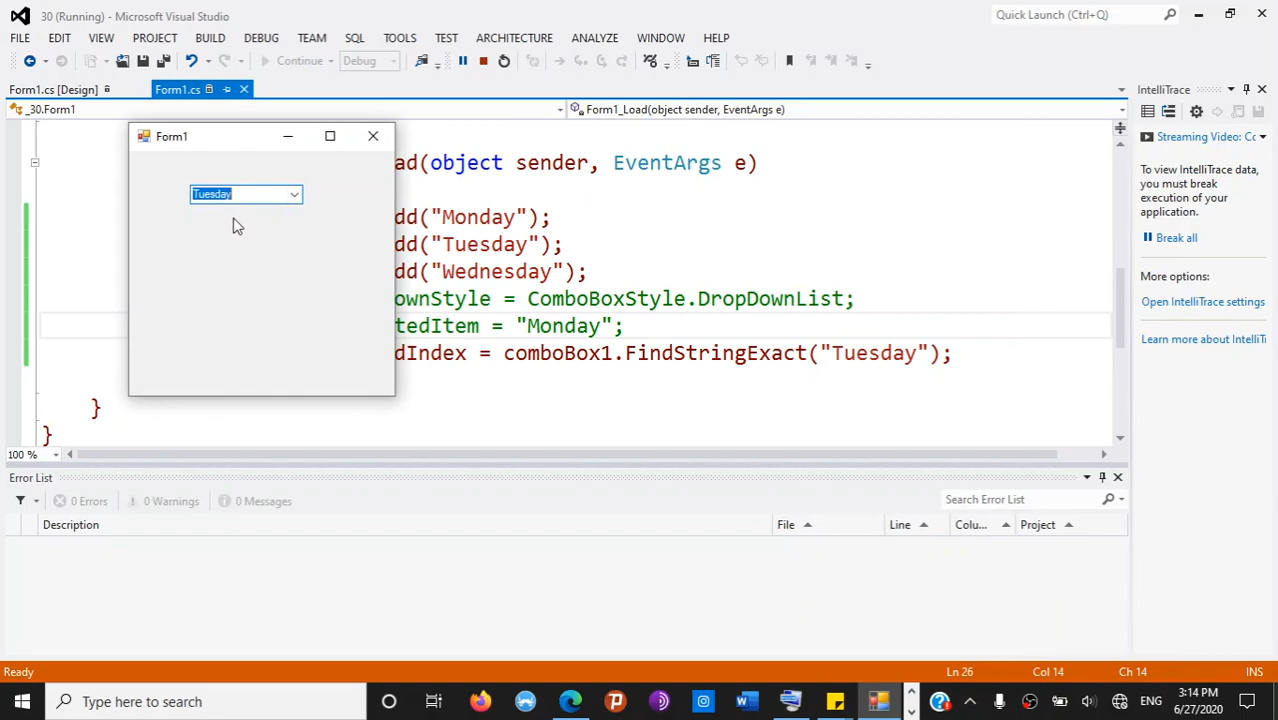 30 (Running) - Microsoft Visual Studio
Quick Launch (Ctrl+Q)
FILE EDIT VIEW PROJECT BUILD DEBUG TEAM SQL TOOLS TEST ARCHITECTURE ANALYZE WINDOW HELP
Continue Debug
Form1.cs [Design] Form1.cs
_30.Form1 Form1_Load(object sender, EventArgs e)
IntelliTrace
Streaming Video: Cc
To view IntelliTrace data,
you must break
execution of your
application.
Break all
More options:
Open IntelliTrace settings
Learn more about IntelliTi
Form1
Tuesday
ad(object sender, EventArgs e)
dd("Monday");
dd("Tuesday");
dd("Wednesday");
ownStyle = ComboBoxStyle.DropDownList;
tedItem = "Monday";
dIndex = comboBox1.FindStringExact("Tuesday");
}
}
100 %
Error List
0 Errors 0 Warnings 0 Messages
Search Error List
Description File Line Colu... Project
Ready Ln 26 Col 14 Ch 14 INS
Type here to search
ENG
3:14 PM
6/27/2020